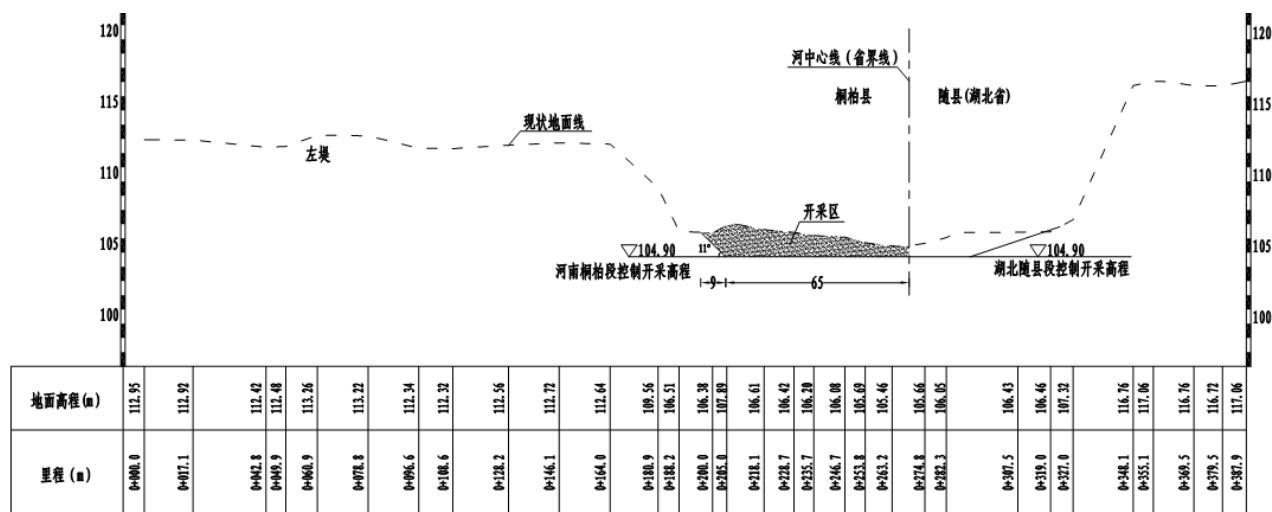 120
120
河中心线（省界线）
桐柏县
随县(湖北省)
115
115
现状地面线
左堤
110
110
开采区
105
105
11°
104.90
104.90
河南桐柏段控制开采高程
湖北随县段控制开采高程
9
65
100
100
地面高程(m) 112.95 112.92 112.42 112.48 113.26 113.22 112.34 112.32 112.56 112.72 112.64 109.56 106.51 106.38 107.09 106.61 106.42 106.20 106.08 105.69 105.46 105.66 106.05 106.43 106.46 107.32 116.76 117.06 116.76 116.72 117.06
里程（m） 0+000.0 0+017.1 0+042.8 0+049.9 0+060.9 0+078.8 0+096.6 0+108.6 0+128.2 0+146.1 0+164.0 0+180.9 0+188.2 0+200.0 0+205.0 0+218.1 0+228.7 0+235.7 0+246.7 0+253.8 0+263.2 0+274.8 0+282.3 0+307.5 0+319.0 0+327.0 0+348.1 0+355.1 0+369.5 0+379.5 0+387.9